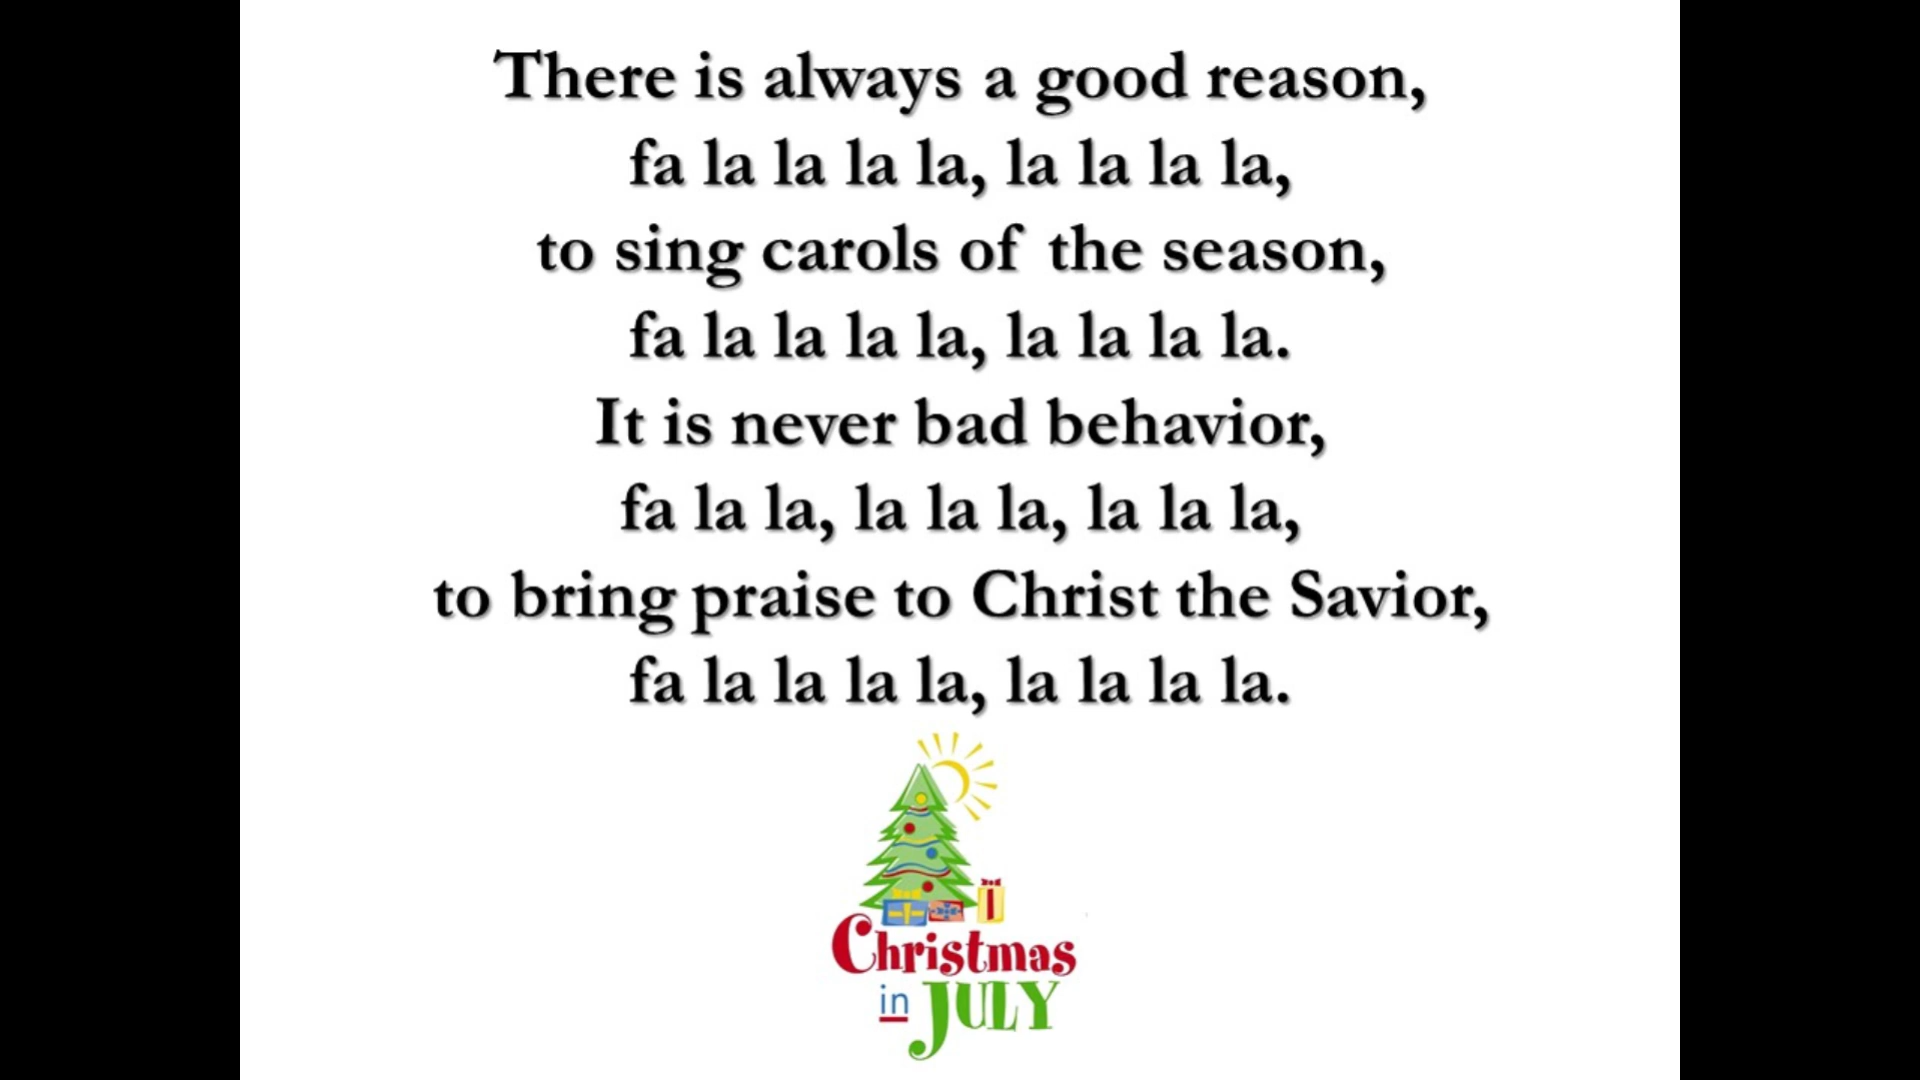 There is always a good reason,
fa la la la la, la la la la,
to sing carols of the season,
fa la la la la, la la la la.
It is never bad behavior,
fa la la, la la la, la la la,
to bring praise to Christ the Savior,
fa la la la la, la la la la.
Christmas
in JULY